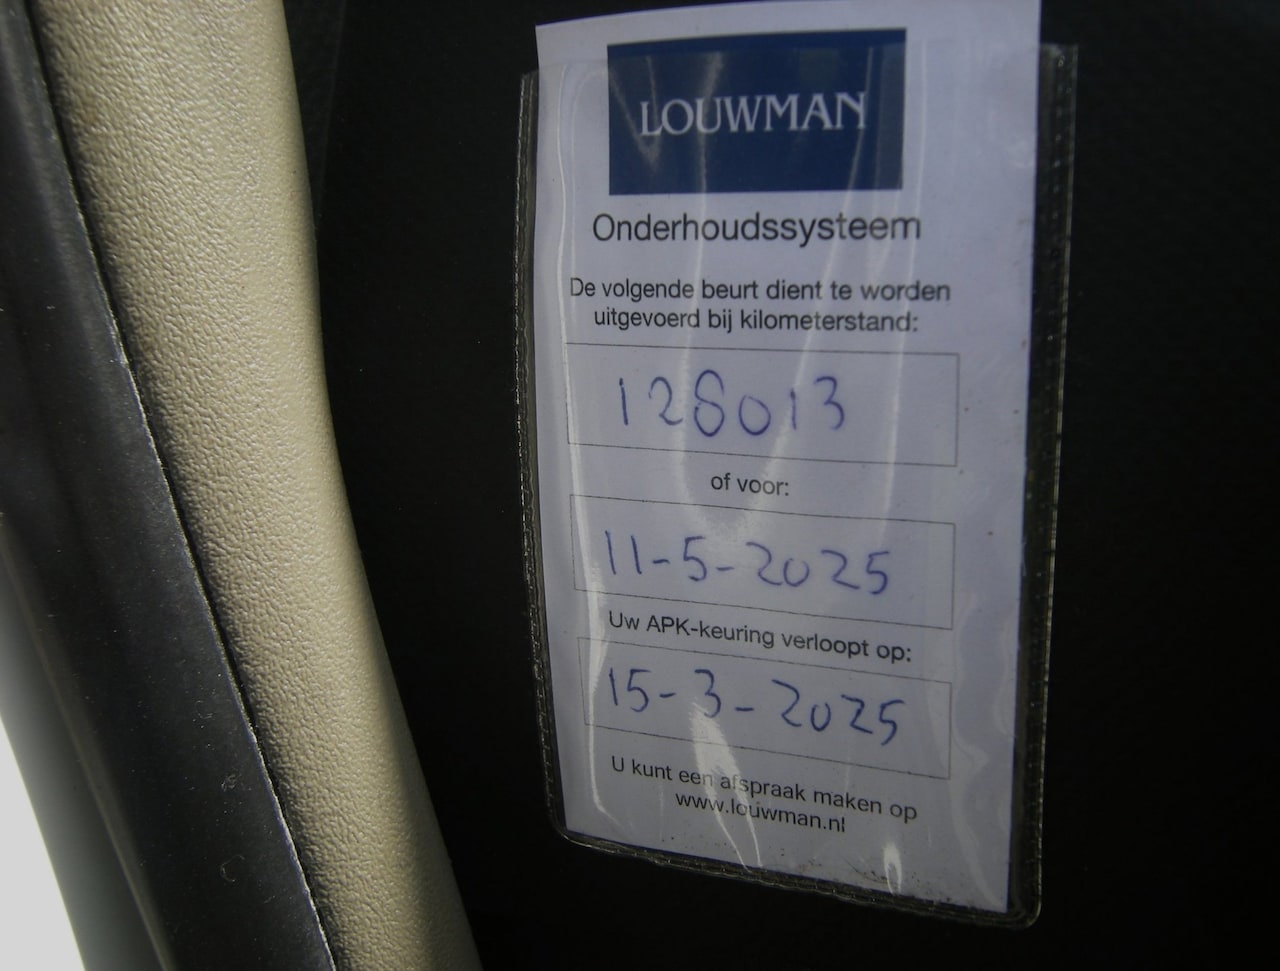 LOUWMAN
Onderhoudssysteem
De volgende beurt dient te worden
uitgevoerd bij kilometerstand:
128013
of voor:
11-5-2025
Uw APK-keuring verloopt op:
15-3-2025
U kunt een afspraak maken op
www.louwman.nl